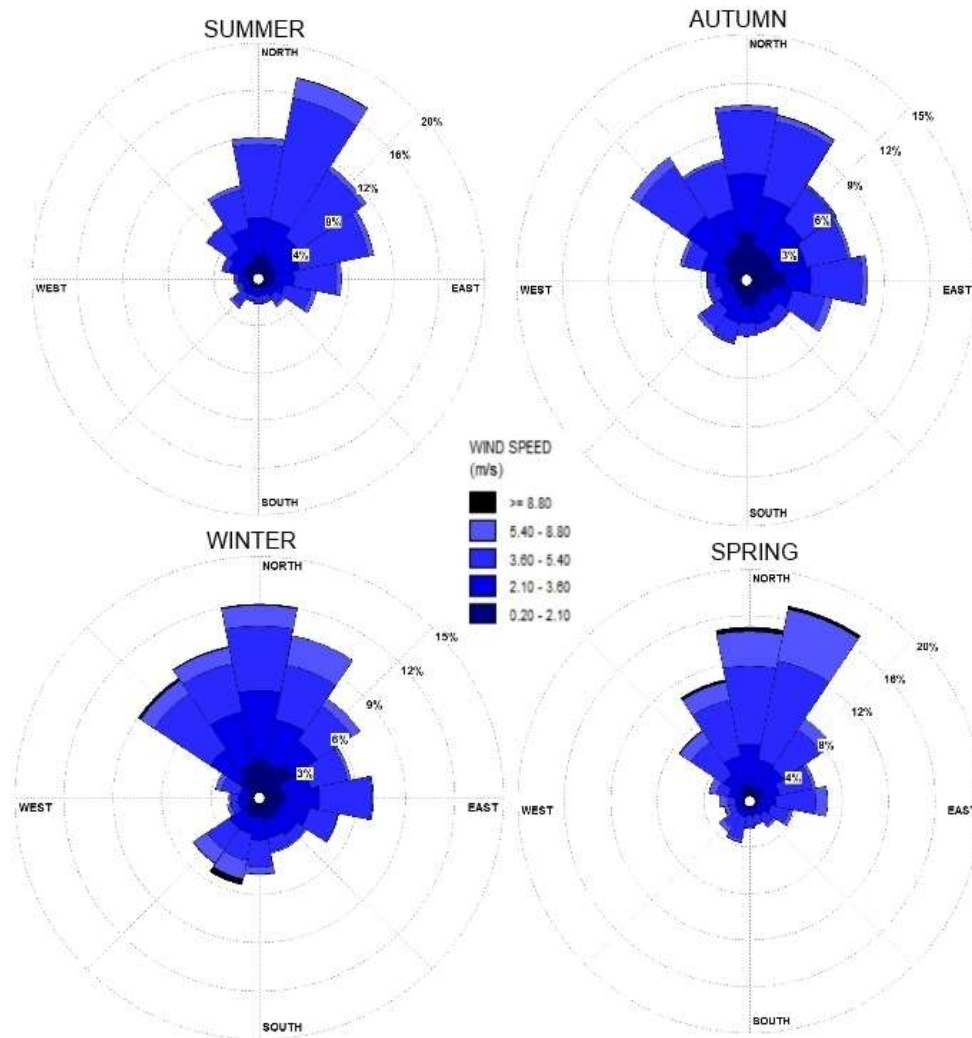 SUMMER
NORTH
20%
16%
12%
8%
4%
WEST
EAST
SOUTH
AUTUMN
NORTH
15%
12%
9%
6%
3%
WEST
EAST
SOUTH
WIND SPEED
(m/s)
>= 8.80
5.40 - 8.80
3.60 - 5.40
2.10 - 3.60
0.20 - 2.10
WINTER
NORTH
15%
12%
9%
6%
3%
WEST
EAST
SOUTH
SPRING
NORTH
20%
16%
12%
8%
4%
WEST
EAST
SOUTH